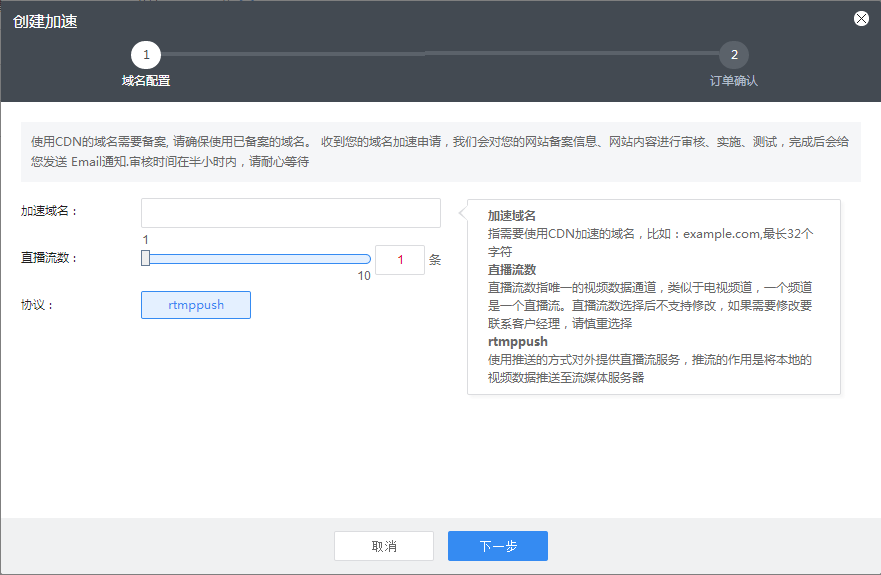 创建加速
1
2
域名配置
订单确认
使用CDN的域名需要备案, 请确保使用已备案的域名。 收到您的域名加速申请，我们会对您的网站备案信息、网站内容进行审核、实施、测试，完成后会给
您发送 Email通知.审核时间在半小时内，请耐心等待
加速域名：
1
直播流数：
1
条
10
协议：
rtmppush
加速域名
指需要使用CDN加速的域名，比如：example.com,最长32个
字符
直播流数
直播流数指唯一的视频数据通道，类似于电视频道，一个频道
是一个直播流。直播流数选择后不支持修改，如果需要修改要
联系客户经理，请慎重选择
rtmppush
使用推送的方式对外提供直播流服务，推流的作用是将本地的
视频数据推送至流媒体服务器
取消
下一步